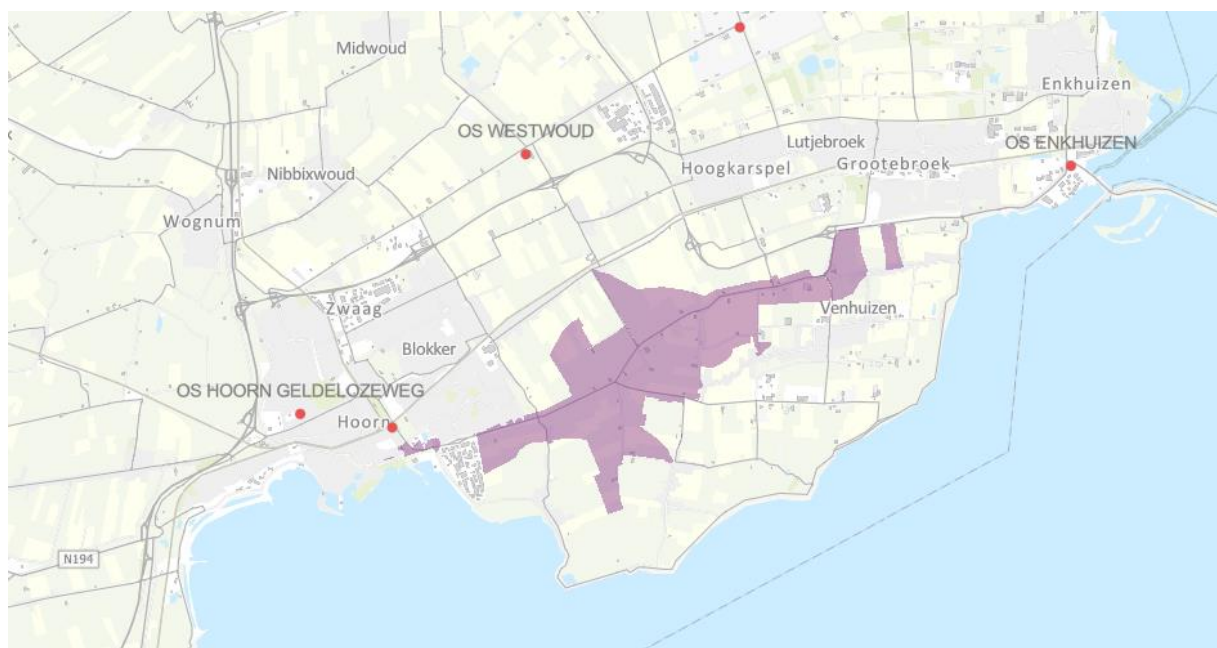 Midwoud
Enkhuizen
OS WESTWOUD
Lutjebroek
OS ENKHUIZEN
Hoogkarspel
Grootebroek
Nibbixwoud
Wognum
Zwaag
Venhuizen
Blokker
OS HOORN GELDELOZEWEG
Hoorn
N194